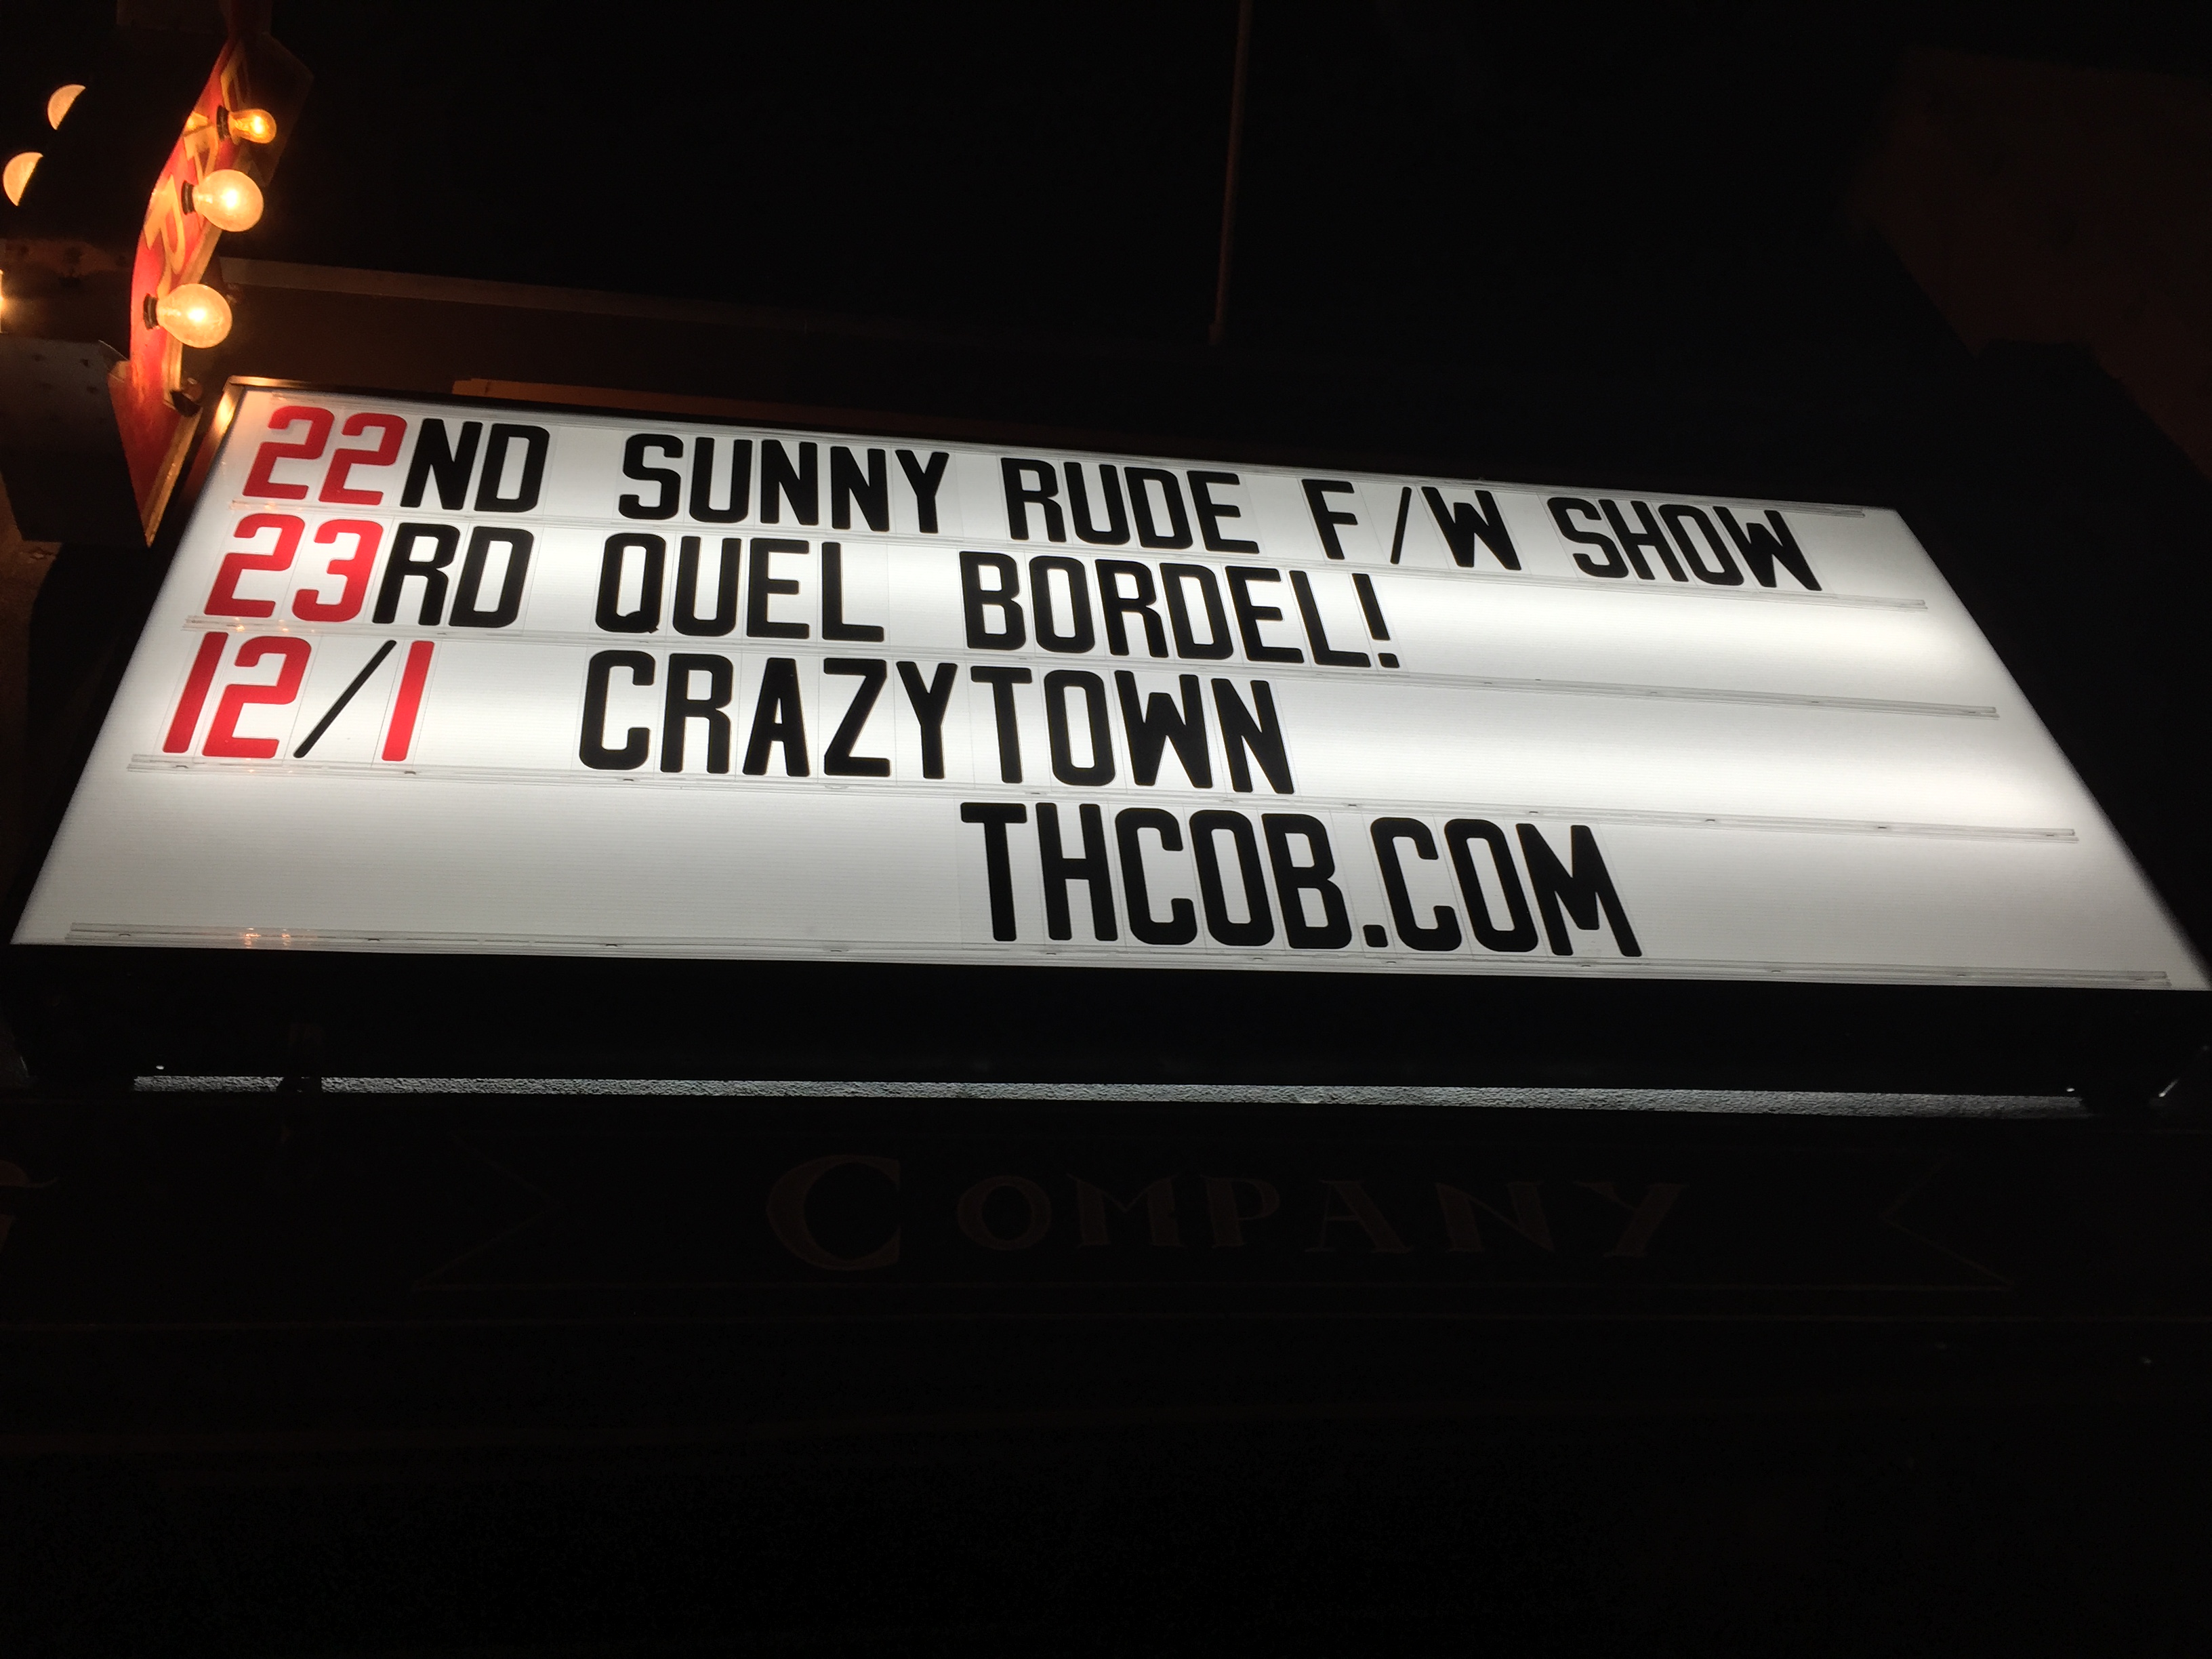 22ND SUNNY RUDE F/W SHOW
23RD QUEL BORDEL!
12/1 CRAZYTOWN
THCOB.COM
COMPANY